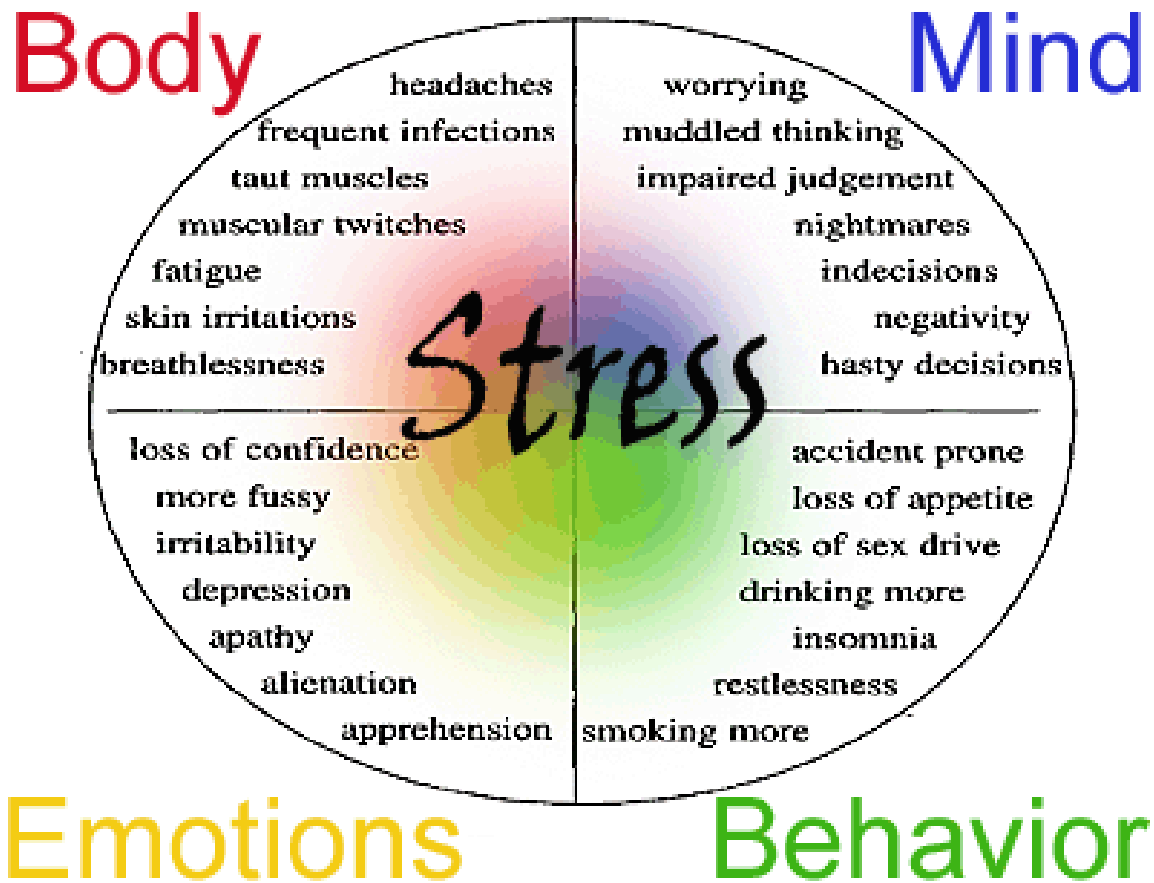 Body
headaches
frequent infections
taut muscles
muscular twitches
fatigue
skin irritations
breathlessness
Mind
worrying
muddled thinking
impaired judgement
nightmares
indecisions
negativity
hasty decisions
Stress
loss of confidence
more fussy
irritability
depression
apathy
alienation
apprehension
Emotions
accident prone
loss of appetite
loss of sex drive
drinking more
insomnia
restlessness
smoking more
Behavior